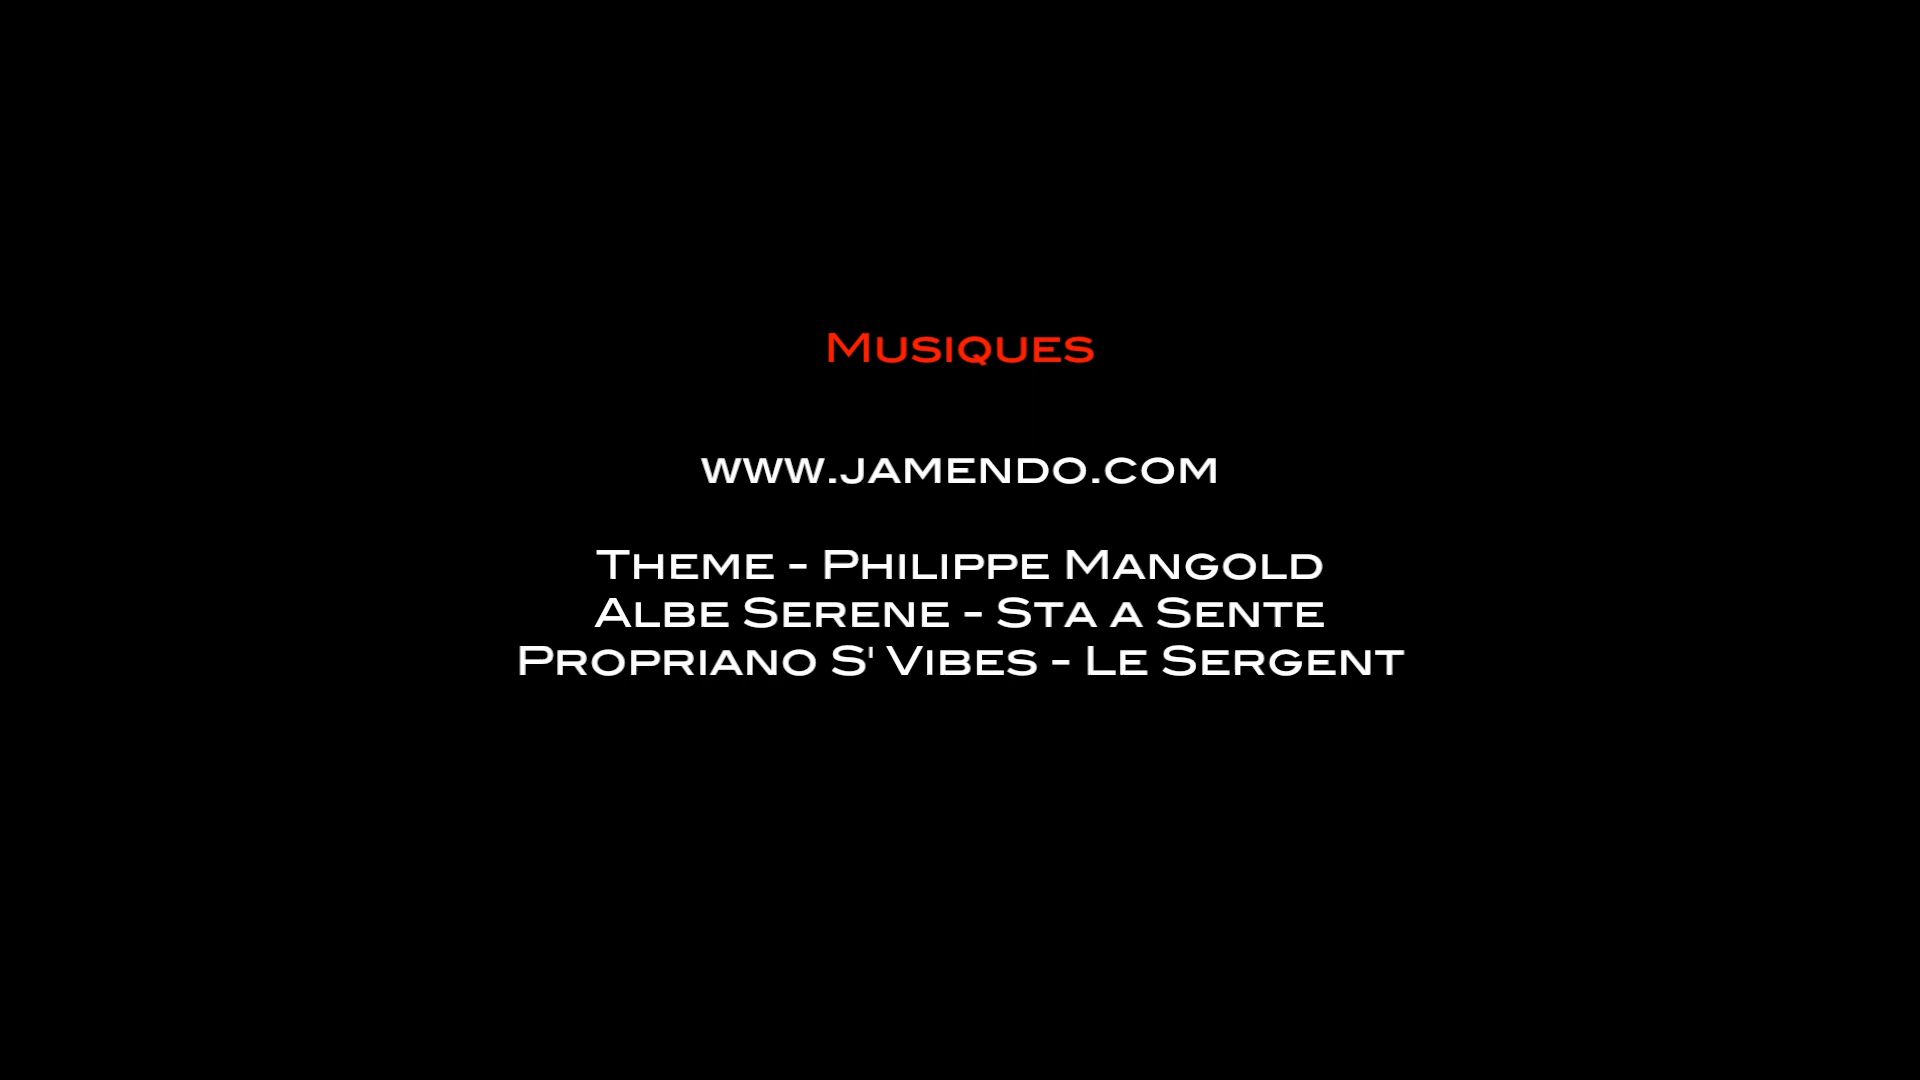 Musiques
www.jamendo.com
Theme - Philippe Mangold
Albe Serene - Sta a Sente
Propriano S' Vibes - Le Sergent